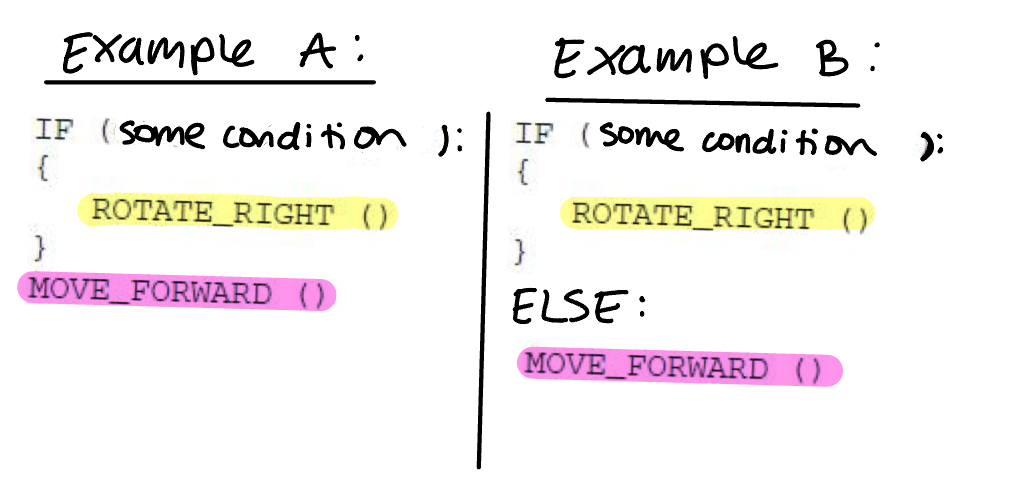 Example A:
IF (some condition ):
{
ROTATE_RIGHT ()
}
MOVE_FORWARD ()
Example B:
IF (some condition ):
{
ROTATE_RIGHT ()
}
ELSE:
MOVE_FORWARD ()